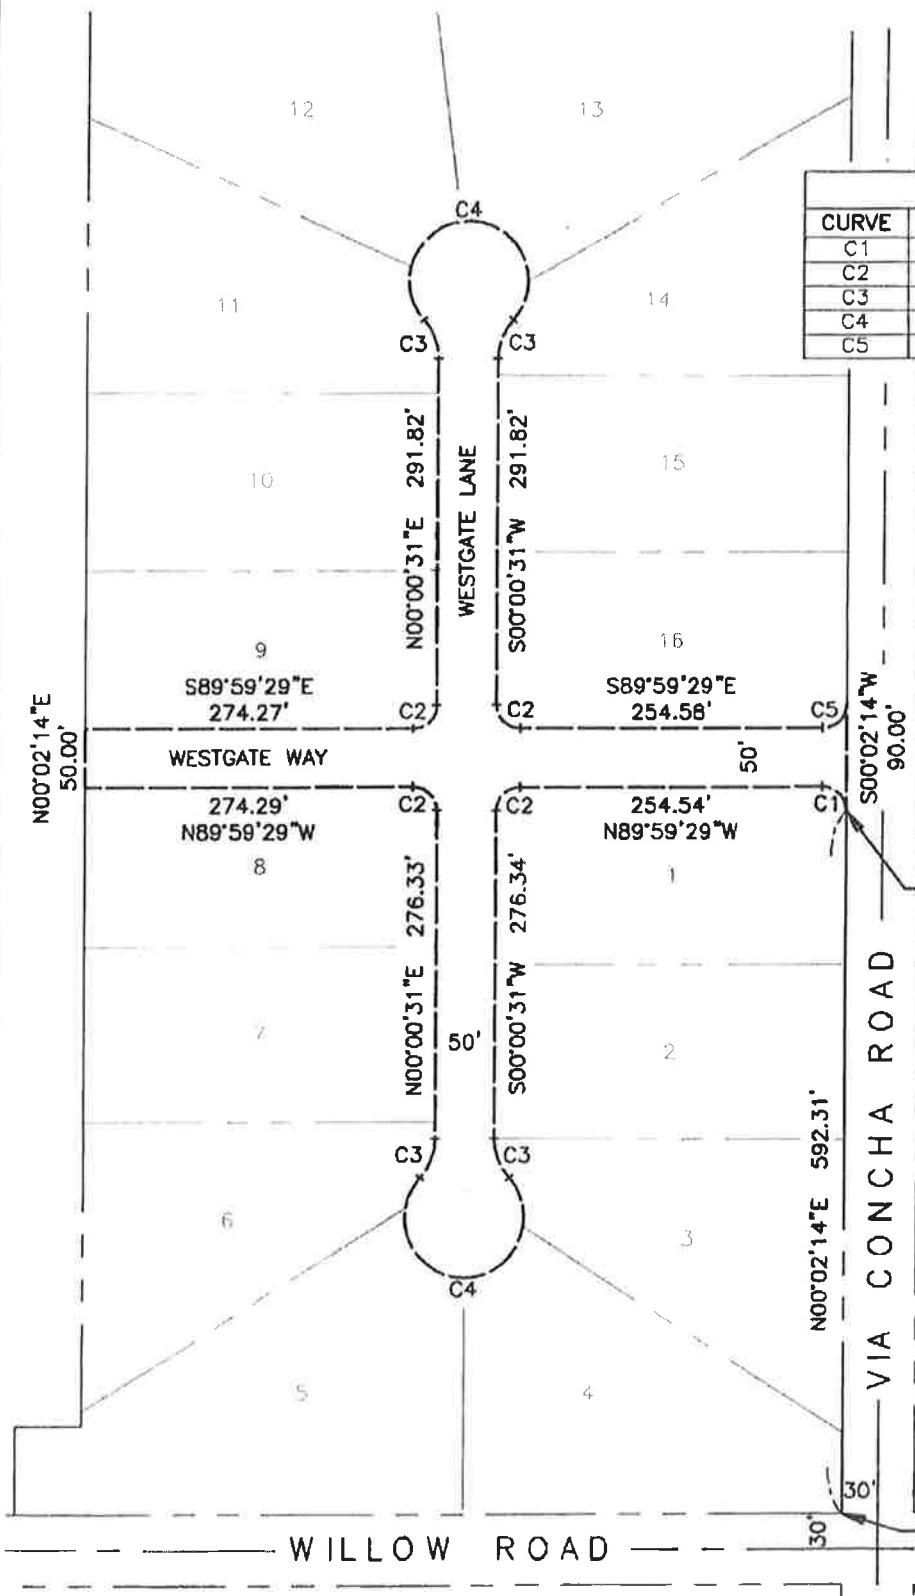 12
13
C4
CURVE
C1
C2
C3
C4
C5
11
14
C3
C3
N00°00'31"E 291.82'
WESTGATE LANE
S00°00'31"W 291.82'
10
15
9
16
S89°59'29"E
274.27'
C2
C2
S89°59'29"E
254.58'
C5
N00°02'14"E
50.00'
WESTGATE WAY
50'
S00°02'14"W
90.00'
274.29'
N89°59'29"W
C2
C2
254.54'
N89°59'29"W
C1
8
1
N00°00'31"E 276.33'
S00°00'31"W 276.34'
7
50'
2
N00°02'14"E 592.31'
VIA CONCHA ROAD
C3
C3
6
3
C4
5
4
30'
30'
WILLOW ROAD